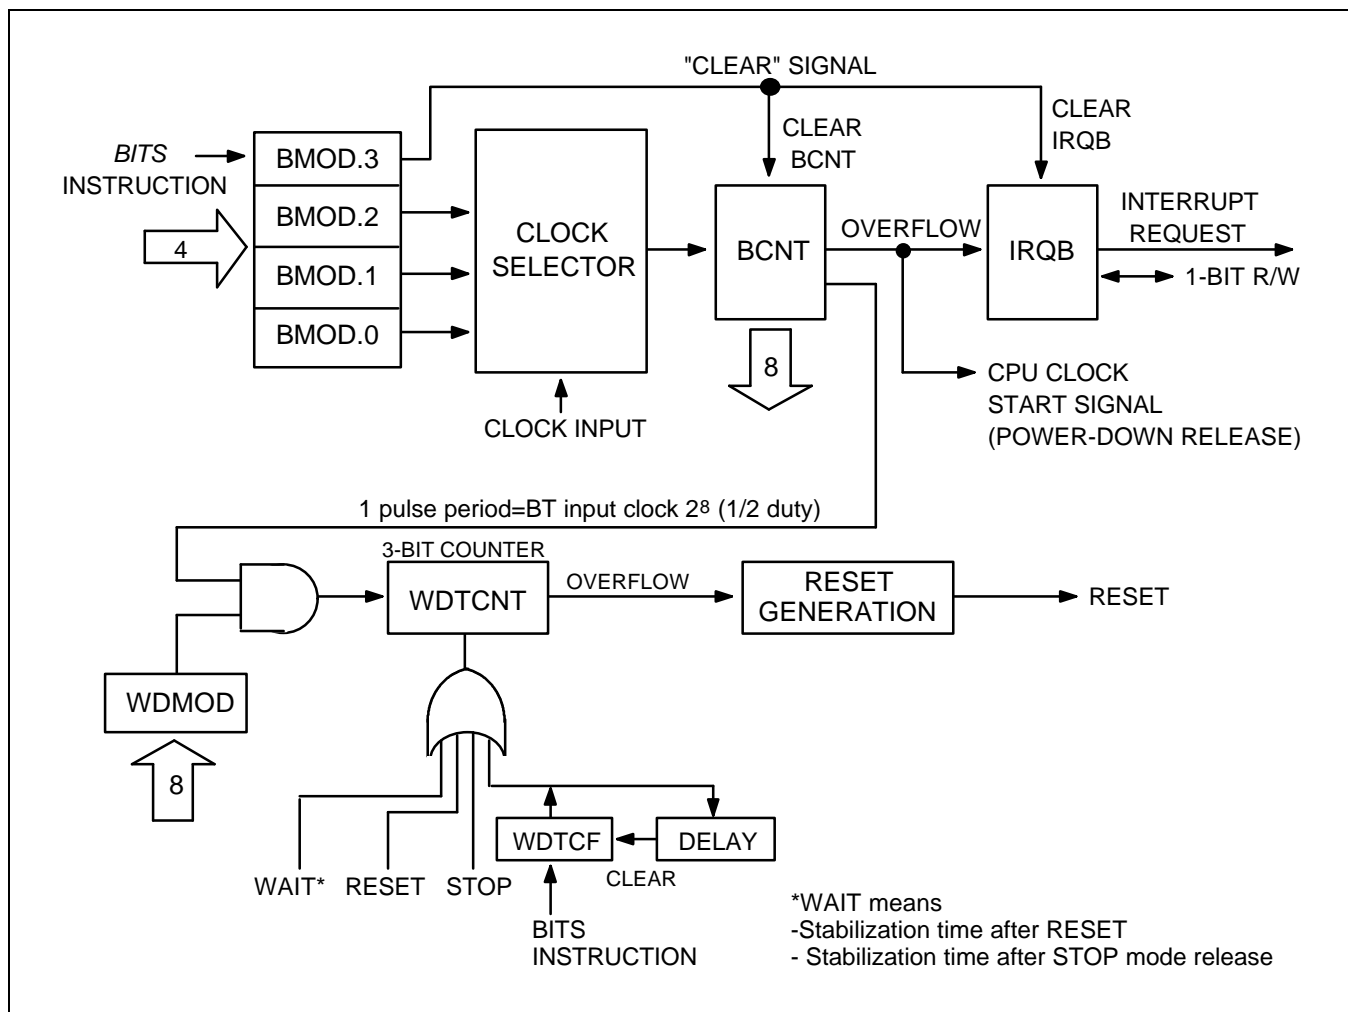 "CLEAR" SIGNAL
BITS
INSTRUCTION
4
BMOD.3
BMOD.2
BMOD.1
BMOD.0
CLOCK
SELECTOR
CLOCK INPUT
CLEAR
BCNT
BCNT
8
OVERFLOW
CLEAR
IRQB
IRQB
INTERRUPT
REQUEST
1-BIT R/W
CPU CLOCK
START SIGNAL
(POWER-DOWN RELEASE)
1 pulse period=BT input clock 2⁸ (1/2 duty)
3-BIT COUNTER
WDTCNT
OVERFLOW
RESET
GENERATION
RESET
WDMOD
8
WAIT*
RESET
STOP
WDTCF
CLEAR
DELAY
BITS
INSTRUCTION
*WAIT means
-Stabilization time after RESET
- Stabilization time after STOP mode release